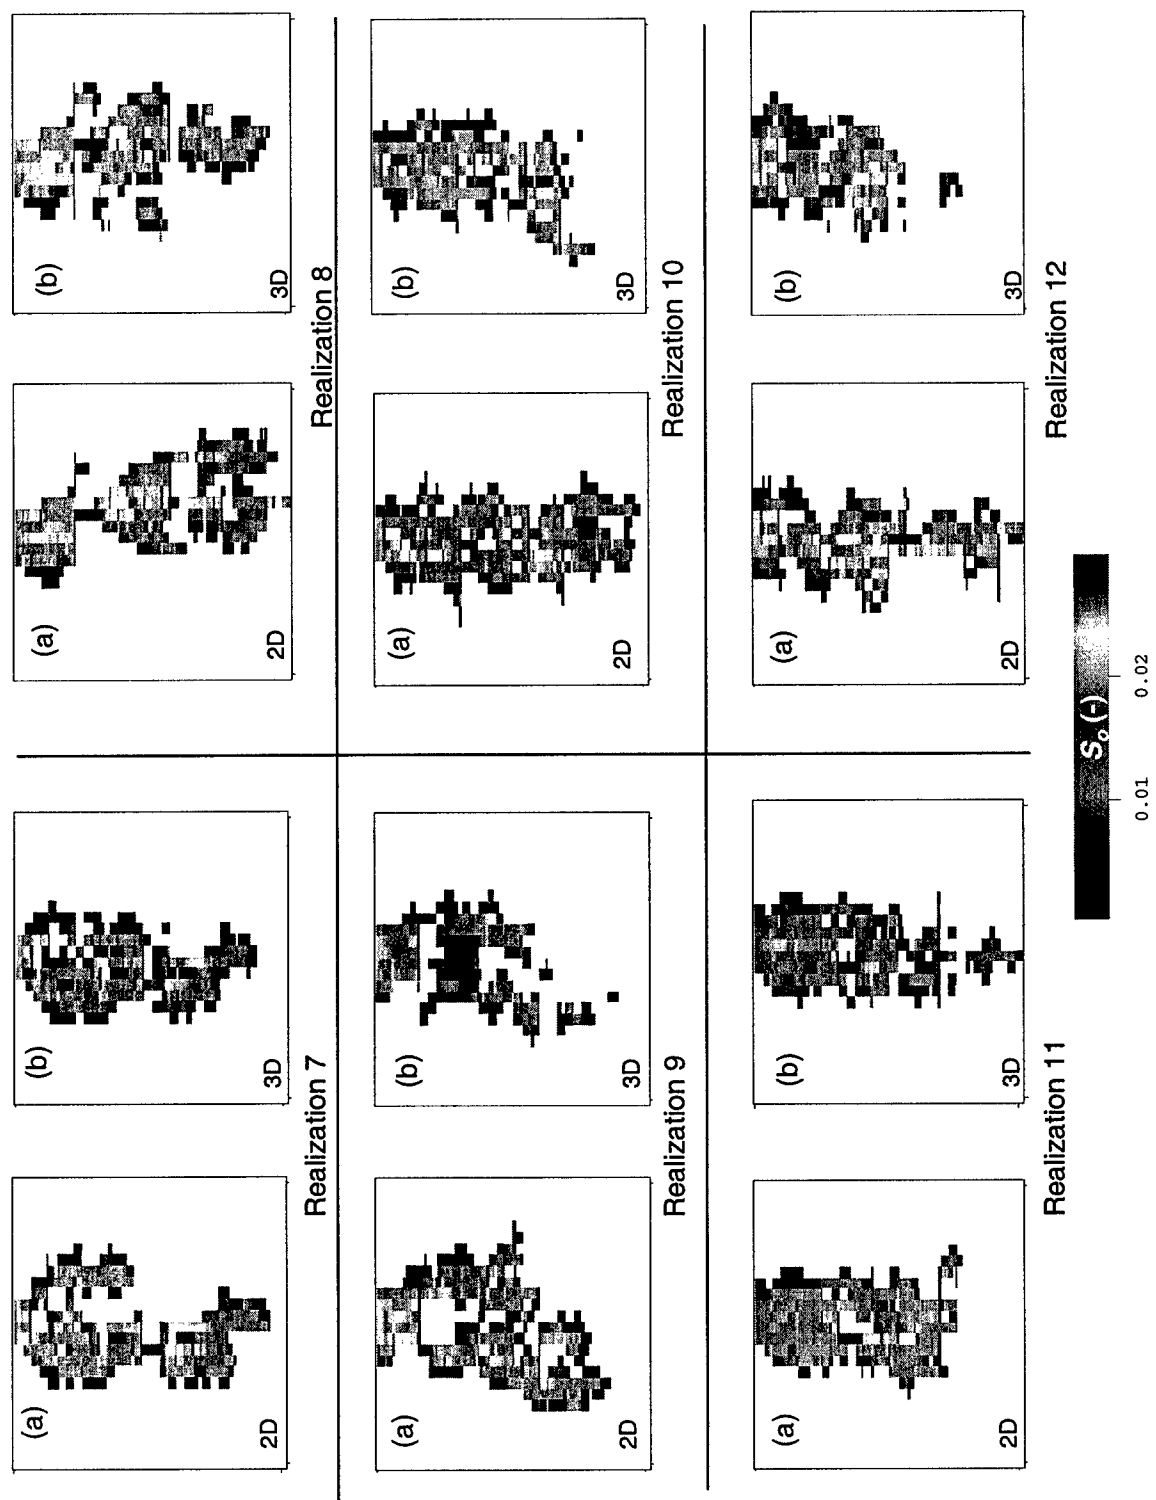 (a)
2D
(b)
3D
Realization 7
(a)
2D
(b)
3D
Realization 8
(a)
2D
(b)
3D
Realization 9
(a)
2D
(b)
3D
Realization 10
(a)
2D
(b)
3D
Realization 11
(a)
2D
(b)
3D
Realization 12
S₀ (-)
0.01
0.02